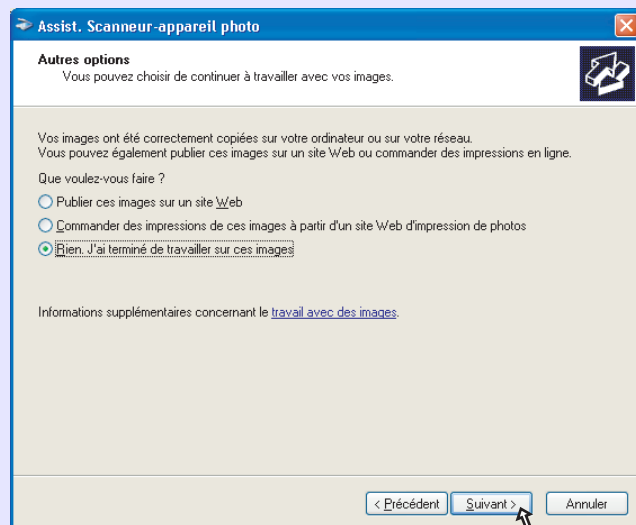 Assist. Scanneur-appareil photo
Autres options
Vous pouvez choisir de continuer à travailler avec vos images.
Vos images ont été correctement copiées sur votre ordinateur ou sur votre réseau.
Vous pouvez également publier ces images sur un site Web ou commander des impressions en ligne.
Que voulez-vous faire ?
Publier ces images sur un site Web
Commander des impressions de ces images à partir d'un site Web d'impression de photos
Rien. J'ai terminé de travailler sur ces images
Informations supplémentaires concernant le travail avec des images.
< Précédent Suivant > Annuler